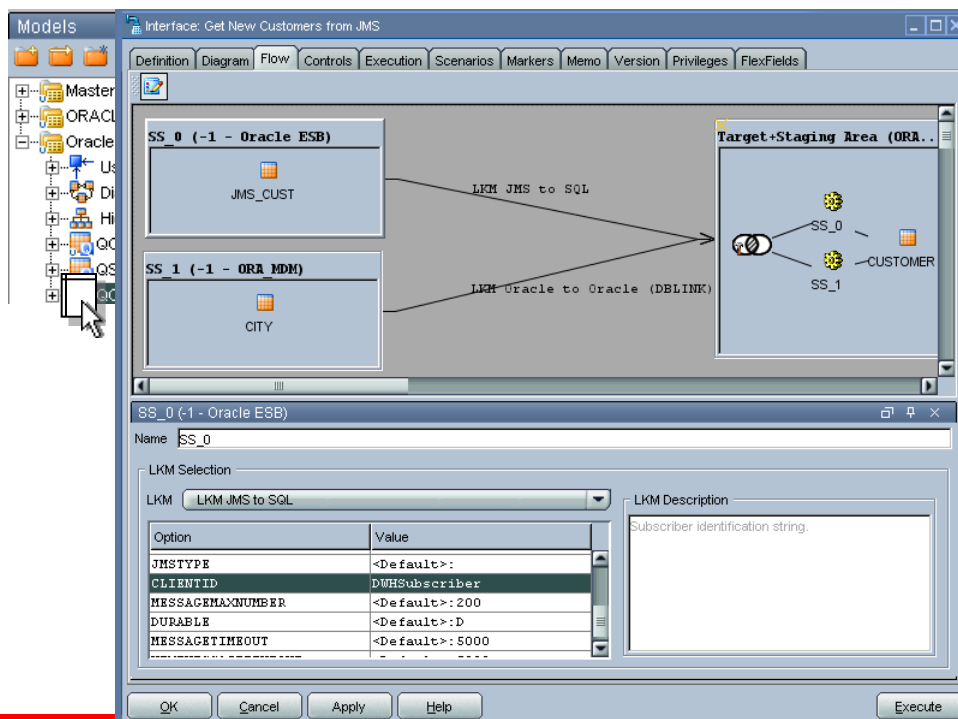 Models
Interface: Get New Customers from JMS
Definition Diagram Flow Controls Execution Scenarios Markers Memo Version Privileges FlexFields
Master
ORACL
Oracle
Us
Di
Hi
QC
QS
QC
SS_0 (-1 - Oracle ESB)
JMS_CUST
LKM JMS to SQL
SS_1 (-1 - ORA_MDM)
CITY
LKM Oracle to Oracle (DBLINK)
Target+Staging Area (ORA..
SS_0
CUSTOMER
SS_1
SS_0 (-1 - Oracle ESB)
Name SS_0
LKM Selection
LKM LKM JMS to SQL
Option Value
JMSTYPE <Default>:
CLIENTID DWHSubscriber
MESSAGEMAXNUMBER <Default>:200
DURABLE <Default>:D
MESSAGETIMEOUT <Default>:5000
LKM Description
Subscriber identification string.
OK Cancel Apply Help Execute